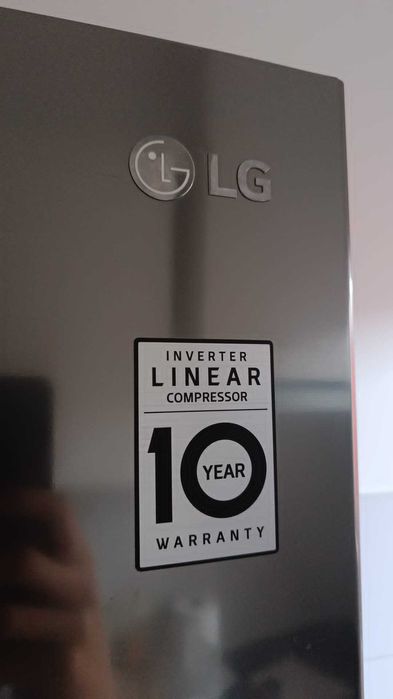 LG
INVERTER
LINEAR
COMPRESSOR
10
YEAR
WARRANTY